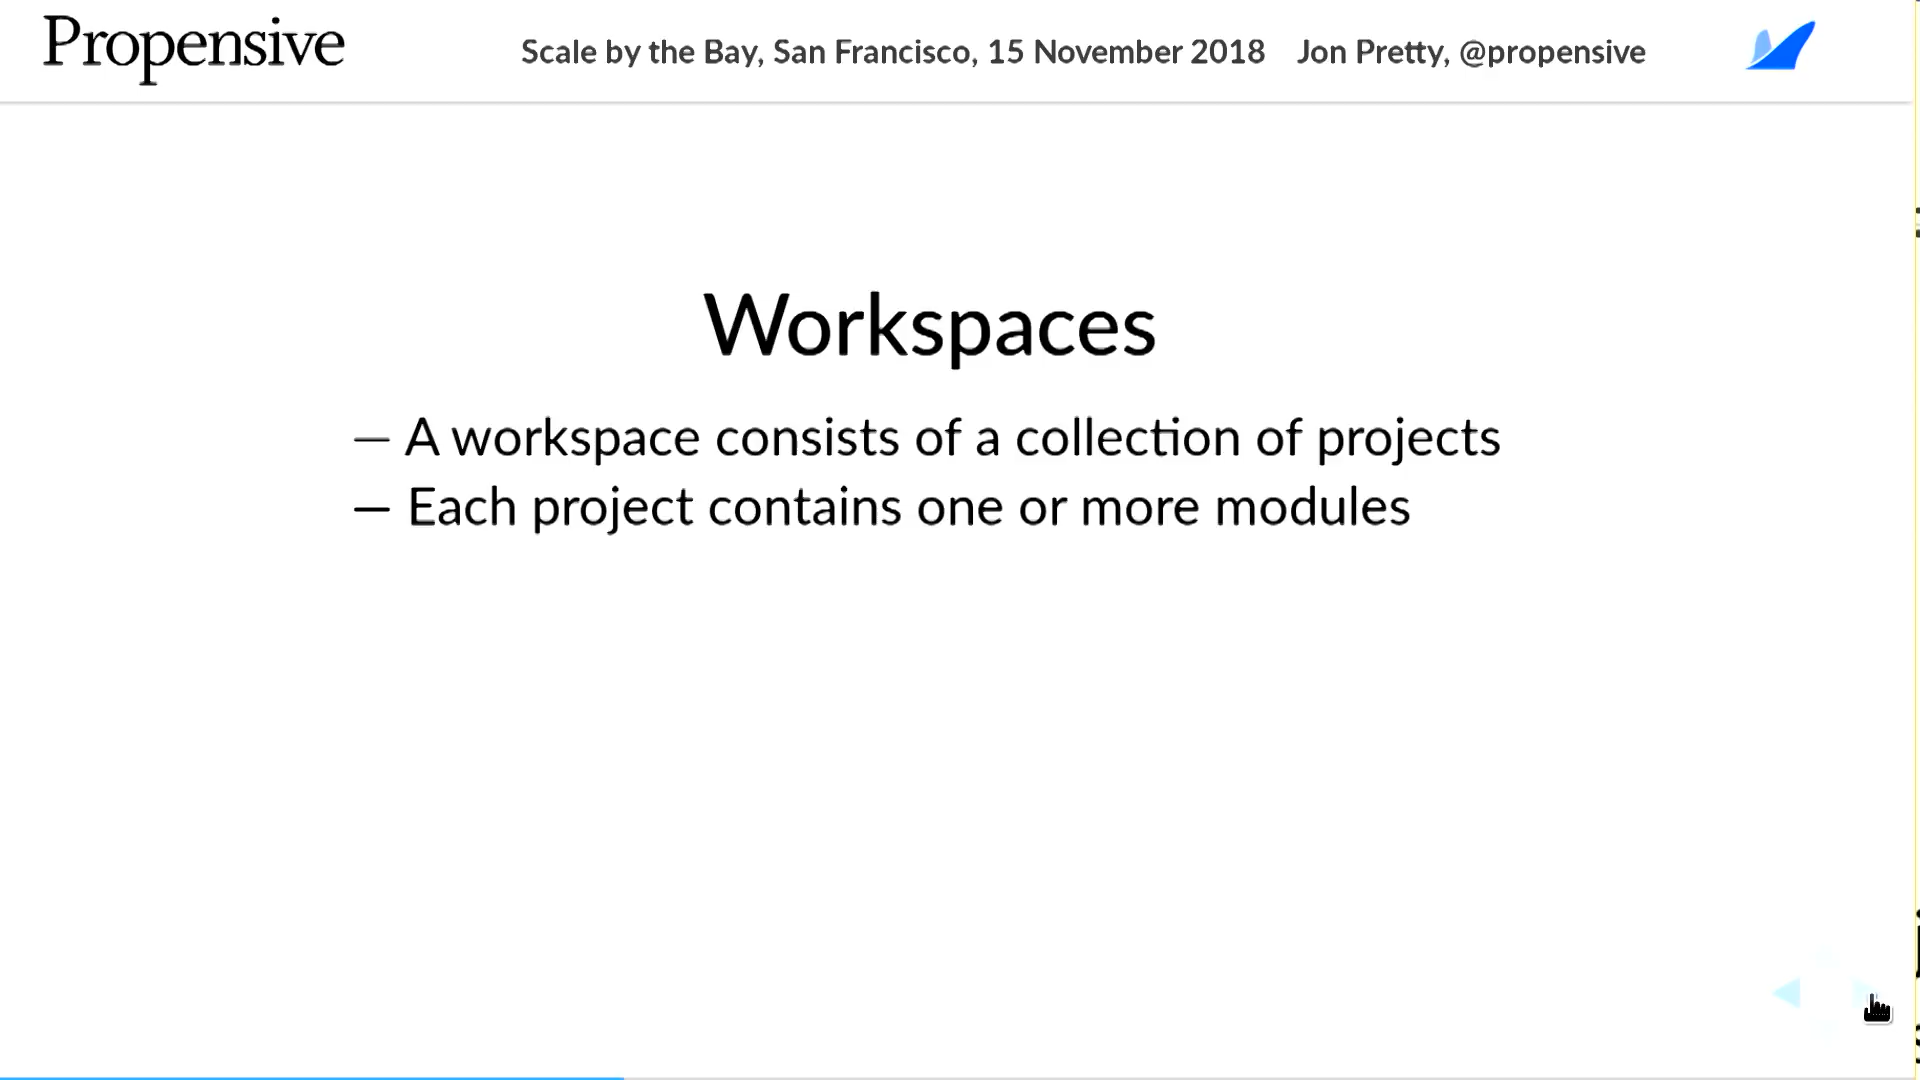 Propensive
Scale by the Bay, San Francisco, 15 November 2018 Jon Pretty, @propensive
Workspaces
— A workspace consists of a collection of projects
— Each project contains one or more modules